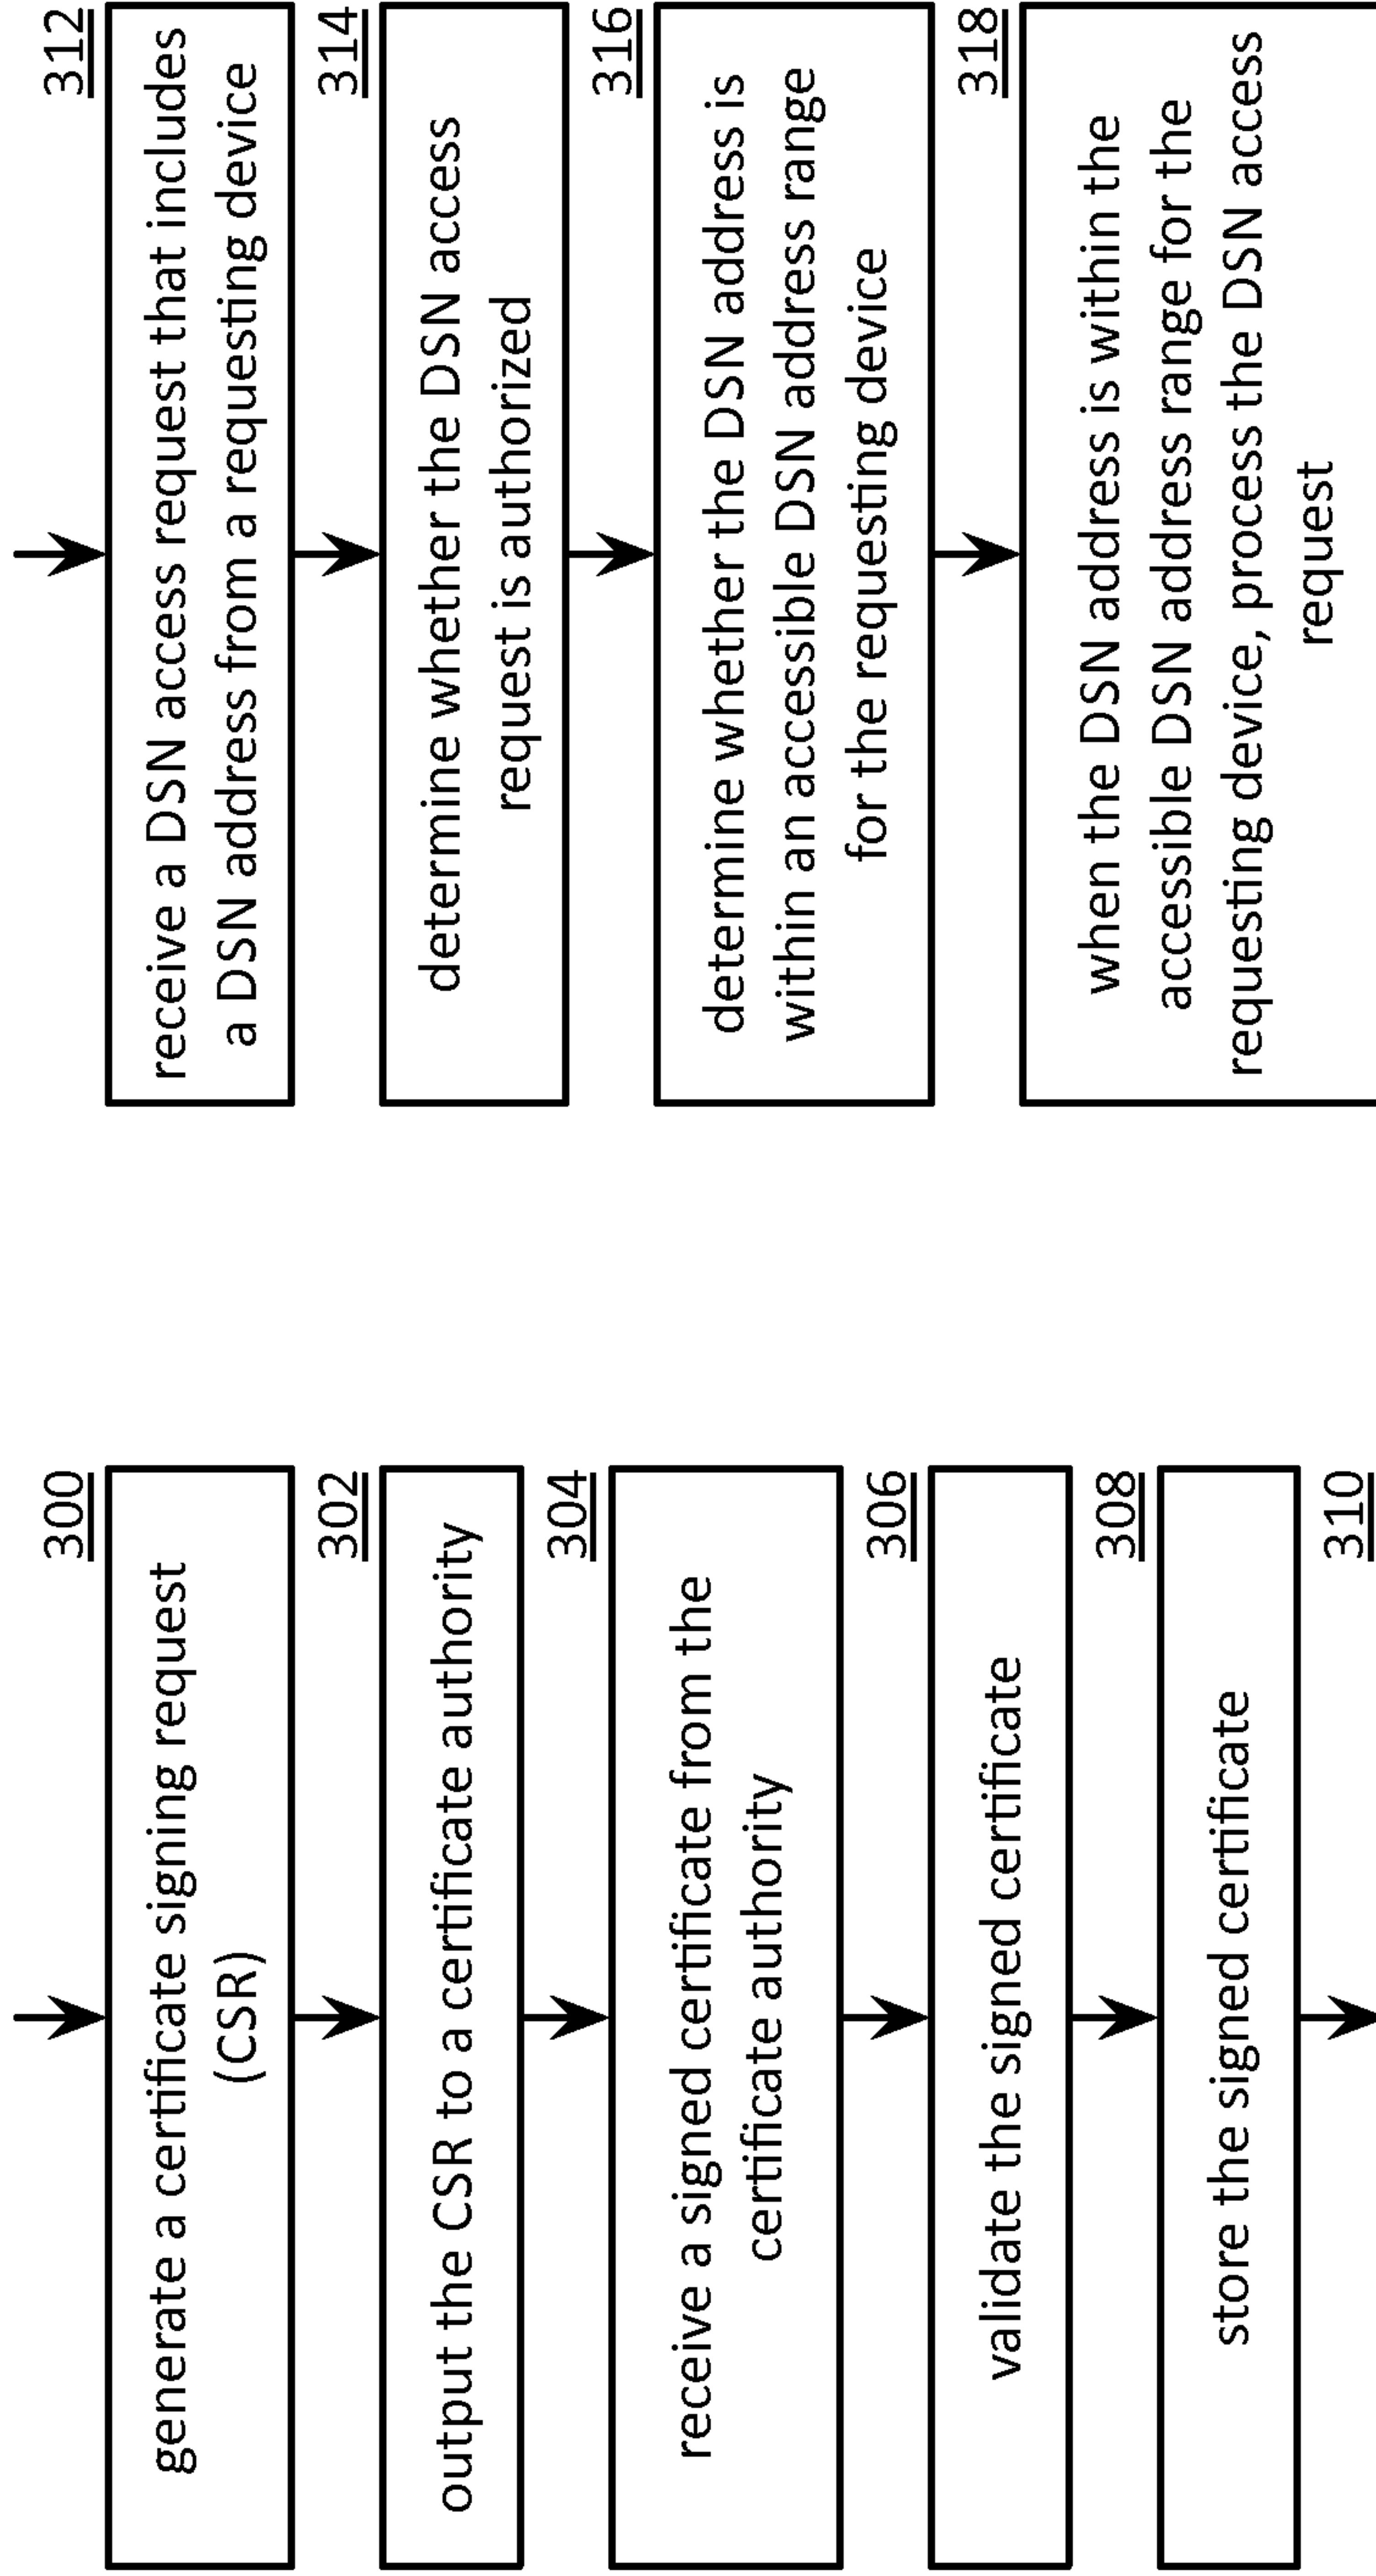 300
generate a certificate signing request
(CSR)
302
output the CSR to a certificate authority
304
receive a signed certificate from the
certificate authority
306
validate the signed certificate
308
store the signed certificate
310
312
receive a DSN access request that includes
a DSN address from a requesting device
314
determine whether the DSN access
request is authorized
316
determine whether the DSN address is
within an accessible DSN address range
for the requesting device
318
when the DSN address is within the
accessible DSN address range for the
requesting device, process the DSN access
request